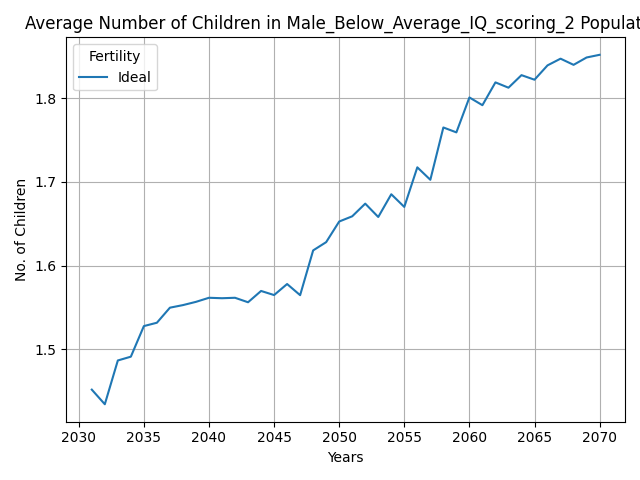 Average Number of Children in Male_Below_Average_IQ_scoring_2 Populat
Fertility
Ideal
No. of Children
1.8
1.7
1.6
1.5
2030 2035 2040 2045 2050 2055 2060 2065 2070
Years